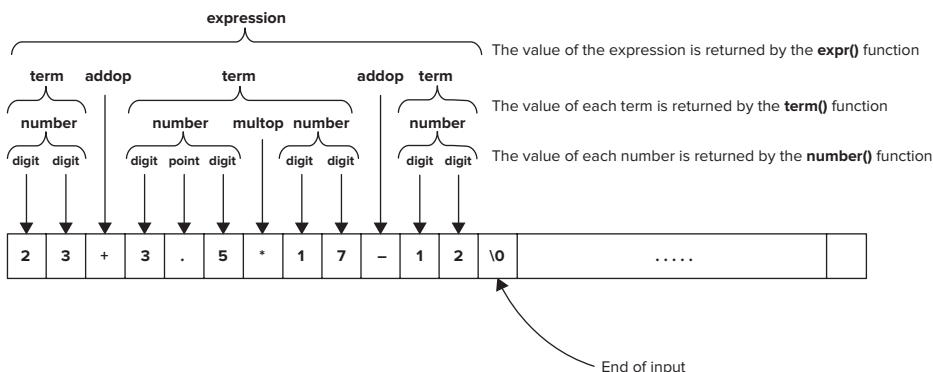 expression
The value of the expression is returned by the expr() function
term addop term addop term
The value of each term is returned by the term() function
number number multop number number
digit digit digit point digit digit digit digit digit The value of each number is returned by the number() function
2 3 + 3 . 5 * 1 7 – 1 2 \0 . . . . .
End of input